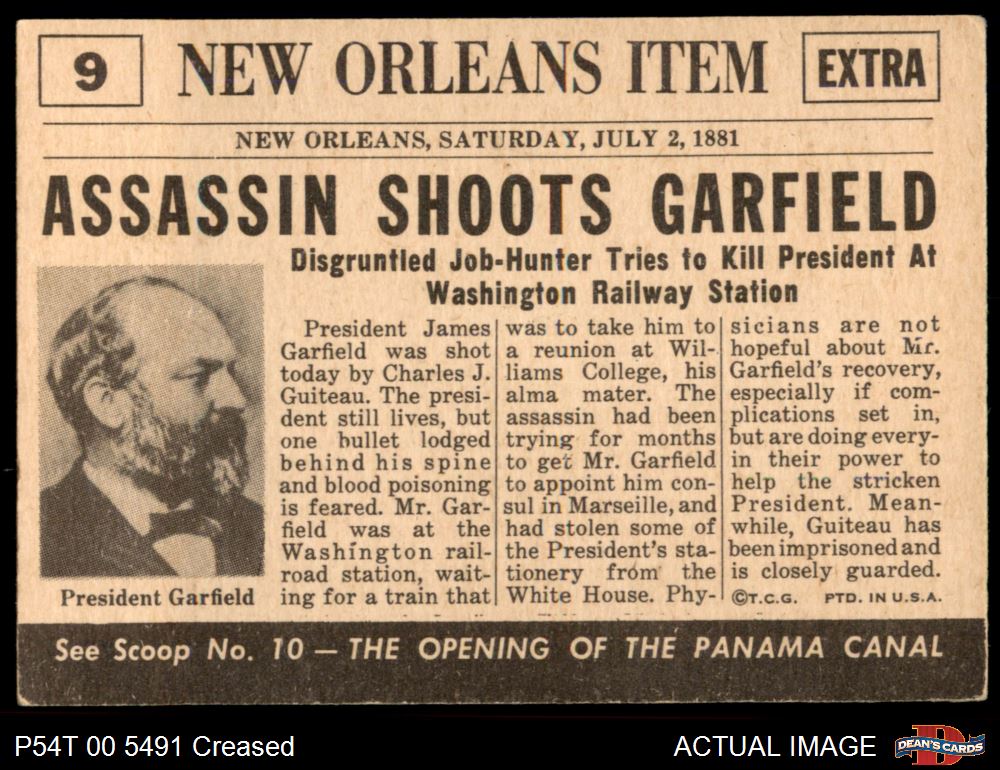 9
NEW ORLEANS ITEM
EXTRA
NEW ORLEANS, SATURDAY, JULY 2, 1881
ASSASSIN SHOOTS GARFIELD
Disgruntled Job-Hunter Tries to Kill President At
Washington Railway Station
President Garfield
President James
Garfield was shot
today by Charles J.
Guiteau. The presi-
dent still lives, but
one bullet lodged
behind his spine
and blood poisoning
is feared. Mr. Gar-
field was at the
Washington rail-
road station, wait-
ing for a train that
was to take him to
a reunion at Wil-
liams College, his
alma mater. The
assassin had been
trying for months
to get Mr. Garfield
to appoint him con-
sul in Marseille, and
had stolen some of
the President's sta-
tionery from the
White House. Phy-
sicians are not
hopeful about Mr.
Garfield's recovery,
especially if com-
plications set in,
but are doing every-
in their power to
help the stricken
President. Mean-
while, Guiteau has
been imprisoned and
is closely guarded.
©T.C.G. PTD. IN U.S.A.
See Scoop No. 10 — THE OPENING OF THE PANAMA CANAL
P54T 00 5491 Creased
ACTUAL IMAGE
DEAN'S CARDS